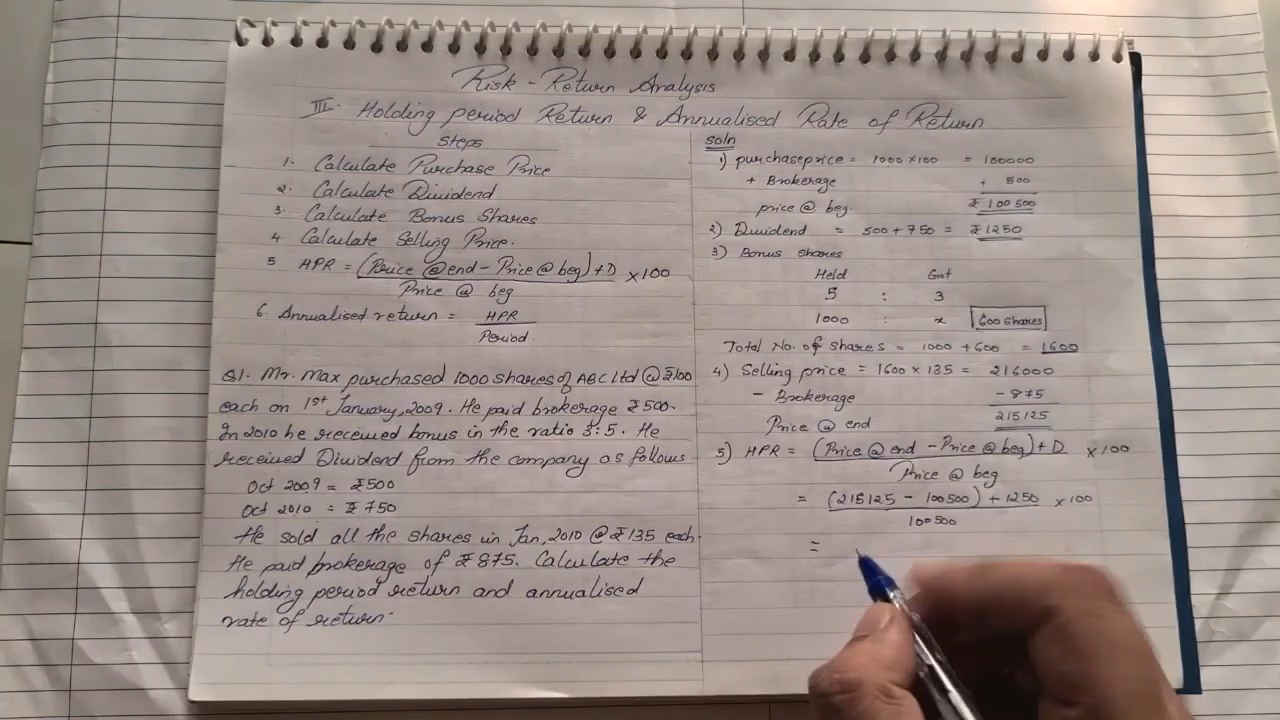 Risk - Return Analysis
III. Holding period Return & Annualised Rate of Return
Steps
1. Calculate Purchase Price
2. Calculate Dividend
3. Calculate Bonus Shares
4 Calculate Selling Price.
5 HPR = (Price @ end - Price @ beg) + D × 100
Price @ beg
6. Annualised return = HPR
Period.
Q1. Mr. Max purchased 1000 shares of ABC Ltd @ ₹100
each on 1st January, 2009. He paid brokerage ₹500.
In 2010 he received bonus in the ratio 3:5. He
received Dividend from the company as follows
Oct 2009 = ₹500
Oct 2010 = ₹750
He sold all the shares in Jan, 2010 @ ₹135 each.
He paid brokerage of ₹875. Calculate the
holding period return and annualised
rate of return.
Soln
1) purchase price = 1000 × 100 = 100000
+ Brokerage + 500
price @ beg. ₹ 100 500
2) Dividend = 500 + 750 = ₹1250
3) Bonus shares
Held Got
5 : 3
1000 : x 600 shares
Total No. of shares = 1000 + 600 = 1600
4) Selling price = 1600 × 135 = 216000
- Brokerage - 875
Price @ end 215125
5) HPR = (Price @ end - Price @ beg) + D × 100
Price @ beg
= (215125 - 100500) + 1250 × 100
100500
=